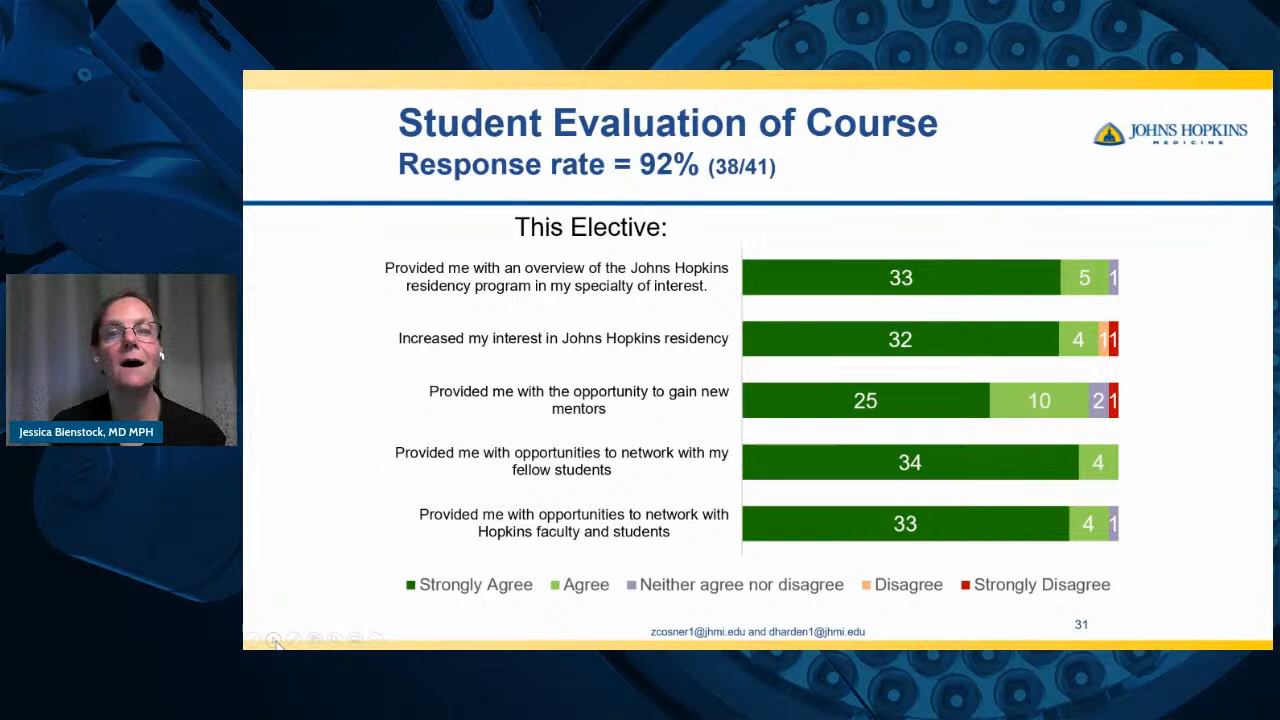 Student Evaluation of Course
Response rate = 92% (38/41)
JOHNS HOPKINS
MEDICINE
This Elective:
Provided me with an overview of the Johns Hopkins
residency program in my specialty of interest.
33 5 1
Increased my interest in Johns Hopkins residency
32 4 1 1
Provided me with the opportunity to gain new
mentors
25 10 2 1
Provided me with opportunities to network with my
fellow students
34 4
Provided me with opportunities to network with
Hopkins faculty and students
33 4 1
Strongly Agree Agree Neither agree nor disagree Disagree Strongly Disagree
zcosner1@jhmi.edu and dharden1@jhmi.edu
31
Jessica Bienstock, MD MPH